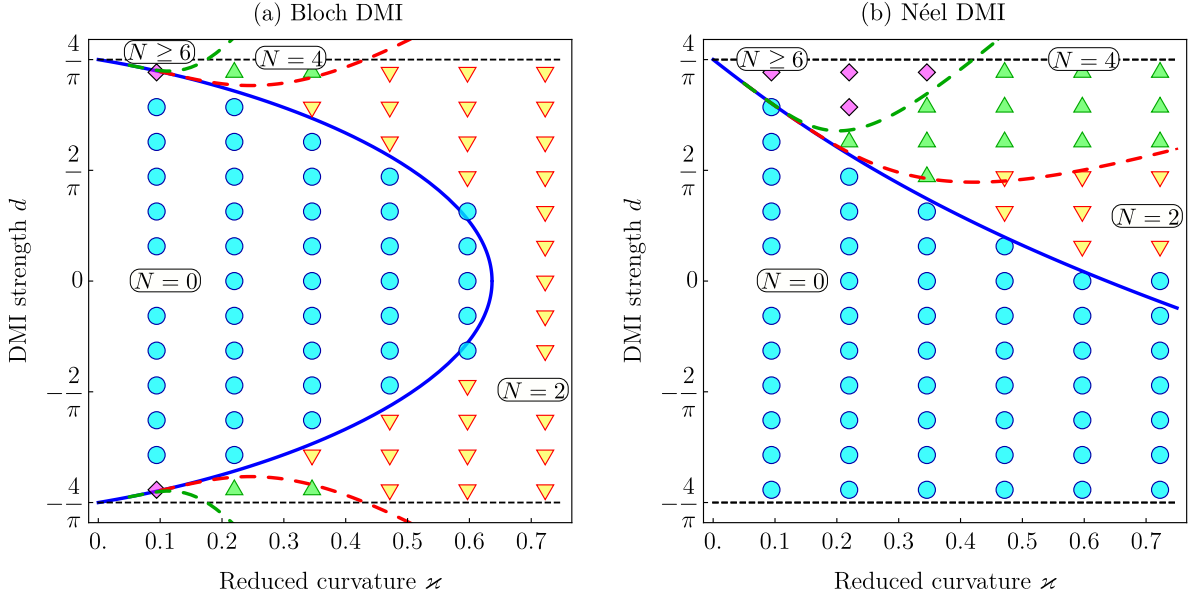 (a) Bloch DMI
DMI strength d
4/π
2/π
0
−2/π
−4/π
N ≥ 6
N = 4
N = 0
N = 2
0. 0.1 0.2 0.3 0.4 0.5 0.6 0.7
Reduced curvature ϰ
(b) Néel DMI
DMI strength d
4/π
2/π
0
−2/π
−4/π
N ≥ 6
N = 4
N = 2
N = 0
0. 0.1 0.2 0.3 0.4 0.5 0.6 0.7
Reduced curvature ϰ